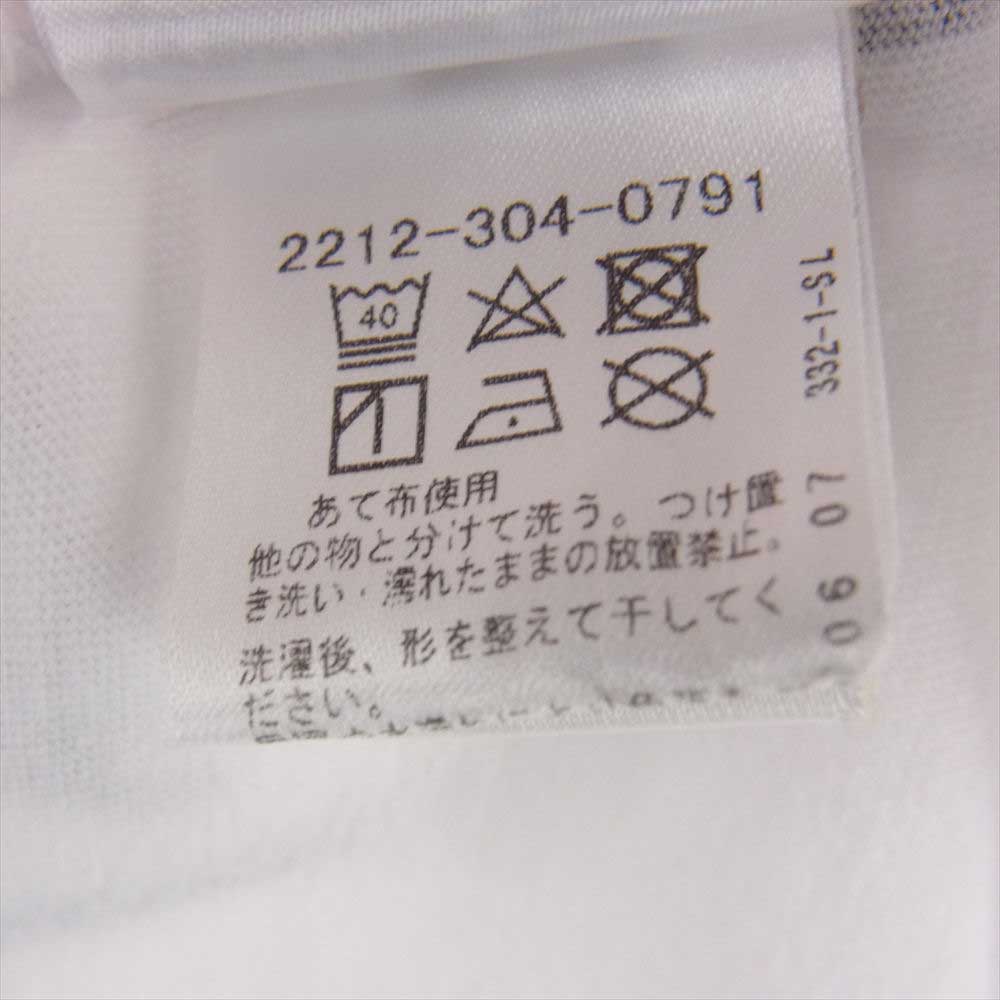 2212-304-0791
40
あて布使用
他の物と分けて洗う。つけ置
き洗い・濡れたままの放置禁止。
洗濯後、形を整えて干してく
ださい。
332-1-SL
06 07